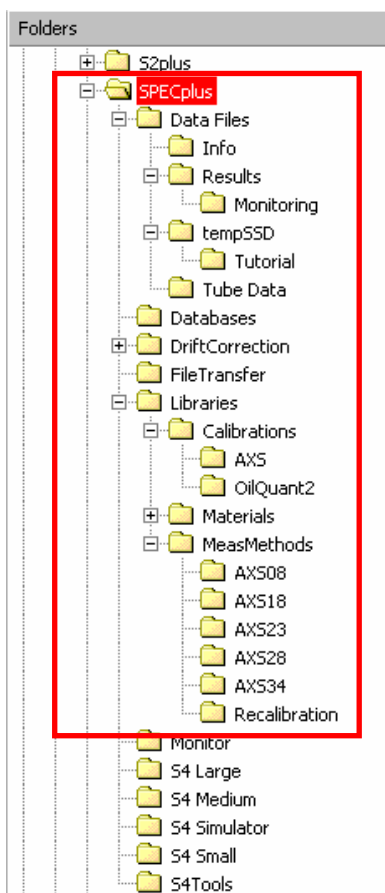 Folders
S2plus
SPECplus
Data Files
Info
Results
Monitoring
tempSSD
Tutorial
Tube Data
Databases
DriftCorrection
FileTransfer
Libraries
Calibrations
AXS
OilQuant2
Materials
MeasMethods
AXS08
AXS18
AXS23
AXS28
AXS34
Recalibration
Monitor
S4 Large
S4 Medium
S4 Simulator
S4 Small
S4Tools